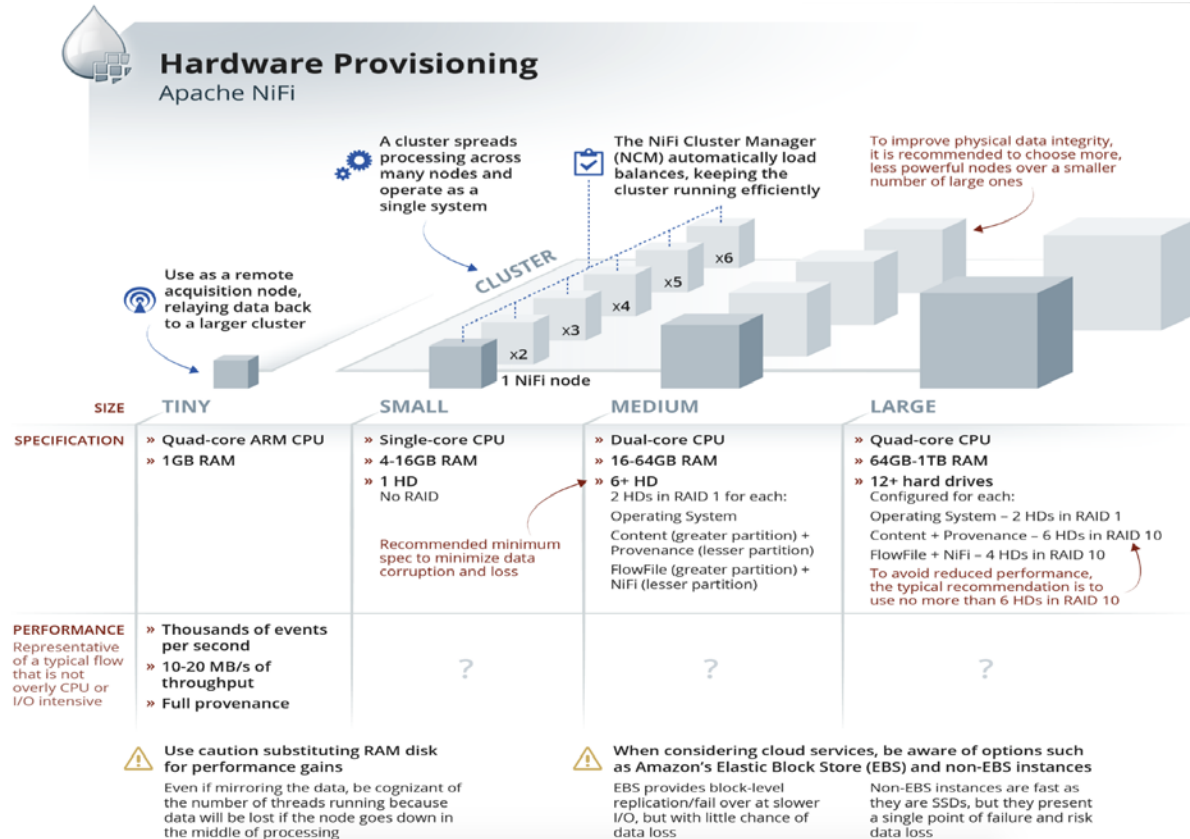 Hardware Provisioning
Apache NiFi
A cluster spreads
processing across
many nodes and
operate as a
single system
The NiFi Cluster Manager
(NCM) automatically load
balances, keeping the
cluster running efficiently
To improve physical data integrity,
it is recommended to choose more,
less powerful nodes over a smaller
number of large ones
Use as a remote
acquisition node,
relaying data back
to a larger cluster
CLUSTER
x6
x5
x4
x3
x2
1 NiFi node
SIZE
TINY
SMALL
MEDIUM
LARGE
SPECIFICATION
» Quad-core ARM CPU
» 1GB RAM
» Single-core CPU
» 4-16GB RAM
» 1 HD
No RAID
Recommended minimum
spec to minimize data
corruption and loss
» Dual-core CPU
» 16-64GB RAM
» 6+ HD
2 HDs in RAID 1 for each:
Operating System
Content (greater partition) +
Provenance (lesser partition)
FlowFile (greater partition) +
NiFi (lesser partition)
» Quad-core CPU
» 64GB-1TB RAM
» 12+ hard drives
Configured for each:
Operating System – 2 HDs in RAID 1
Content + Provenance – 6 HDs in RAID 10
FlowFile + NiFi – 4 HDs in RAID 10
To avoid reduced performance,
the typical recommendation is to
use no more than 6 HDs in RAID 10
PERFORMANCE
Representative
of a typical flow
that is not
overly CPU or
I/O intensive
» Thousands of events
per second
» 10-20 MB/s of
throughput
» Full provenance
?
?
?
Use caution substituting RAM disk
for performance gains
Even if mirroring the data, be cognizant
of the number of threads running because
data will be lost if the node goes down in
the middle of processing
When considering cloud services, be aware of options such
as Amazon's Elastic Block Store (EBS) and non-EBS instances
EBS provides block-level
replication/fail over at slower
I/O, but with little chance of
data loss
Non-EBS instances are fast as
they are SSDs, but they present
a single point of failure and risk
data loss